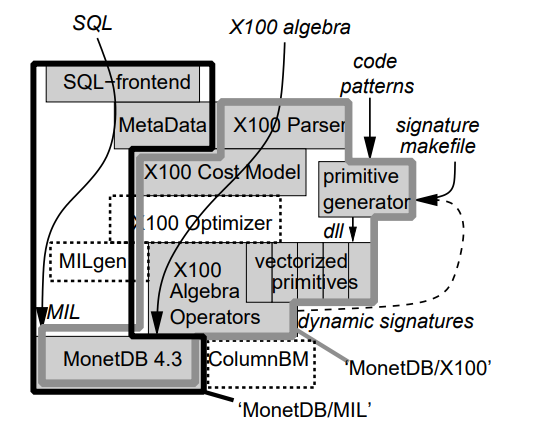 SQL
X100 algebra
code
patterns
SQL-frontend
MetaData
X100 Parser
signature
makefile
X100 Cost Model
primitive
generator
X100 Optimizer
dll
MILgen
X100
Algebra
Operators
vectorized
primitives
MIL
dynamic signatures
MonetDB 4.3
ColumnBM
'MonetDB/X100'
'MonetDB/MIL'